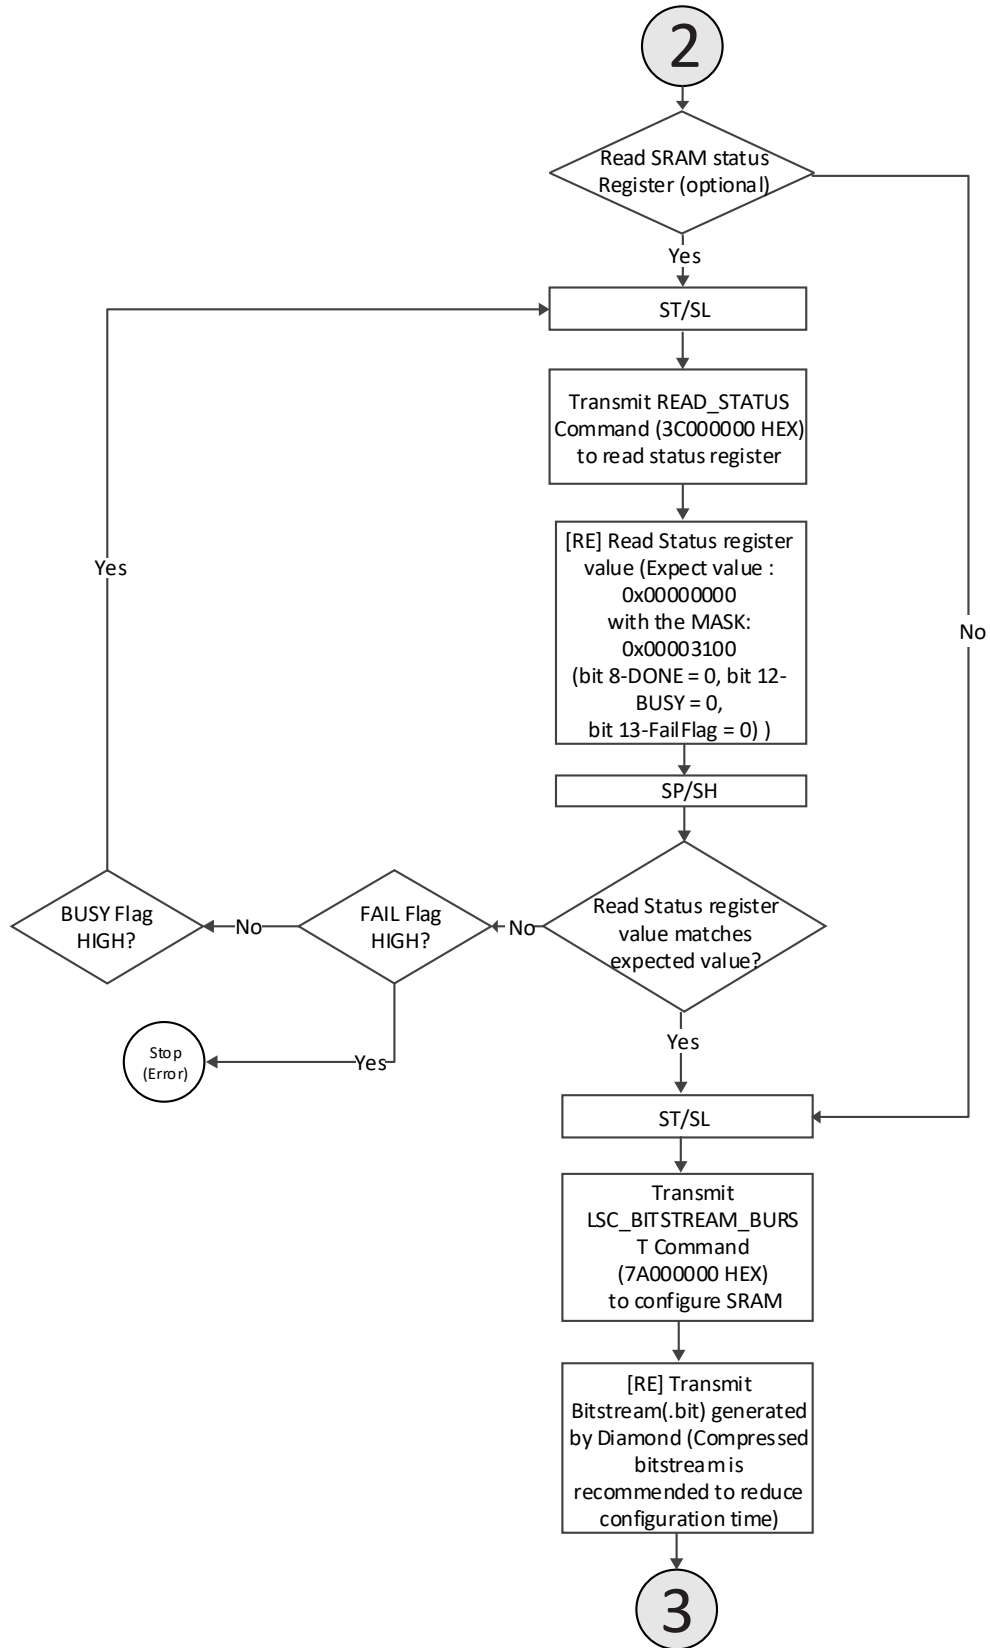 2
Read SRAM status
Register (optional)
Yes
ST/SL
Transmit READ_STATUS
Command (3C000000 HEX)
to read status register
[RE] Read Status register
value (Expect value :
0x00000000
with the MASK:
0x00003100
(bit 8-DONE = 0, bit 12-
BUSY = 0,
bit 13-FailFlag = 0) )
Yes
No
SP/SH
BUSY Flag
HIGH?
No
FAIL Flag
HIGH?
No
Read Status register
value matches
expected value?
Stop
(Error)
Yes
Yes
ST/SL
Transmit
LSC_BITSTREAM_BURS
T Command
(7A000000 HEX)
to configure SRAM
[RE] Transmit
Bitstream(.bit) generated
by Diamond (Compressed
bitstream is
recommended to reduce
configuration time)
3